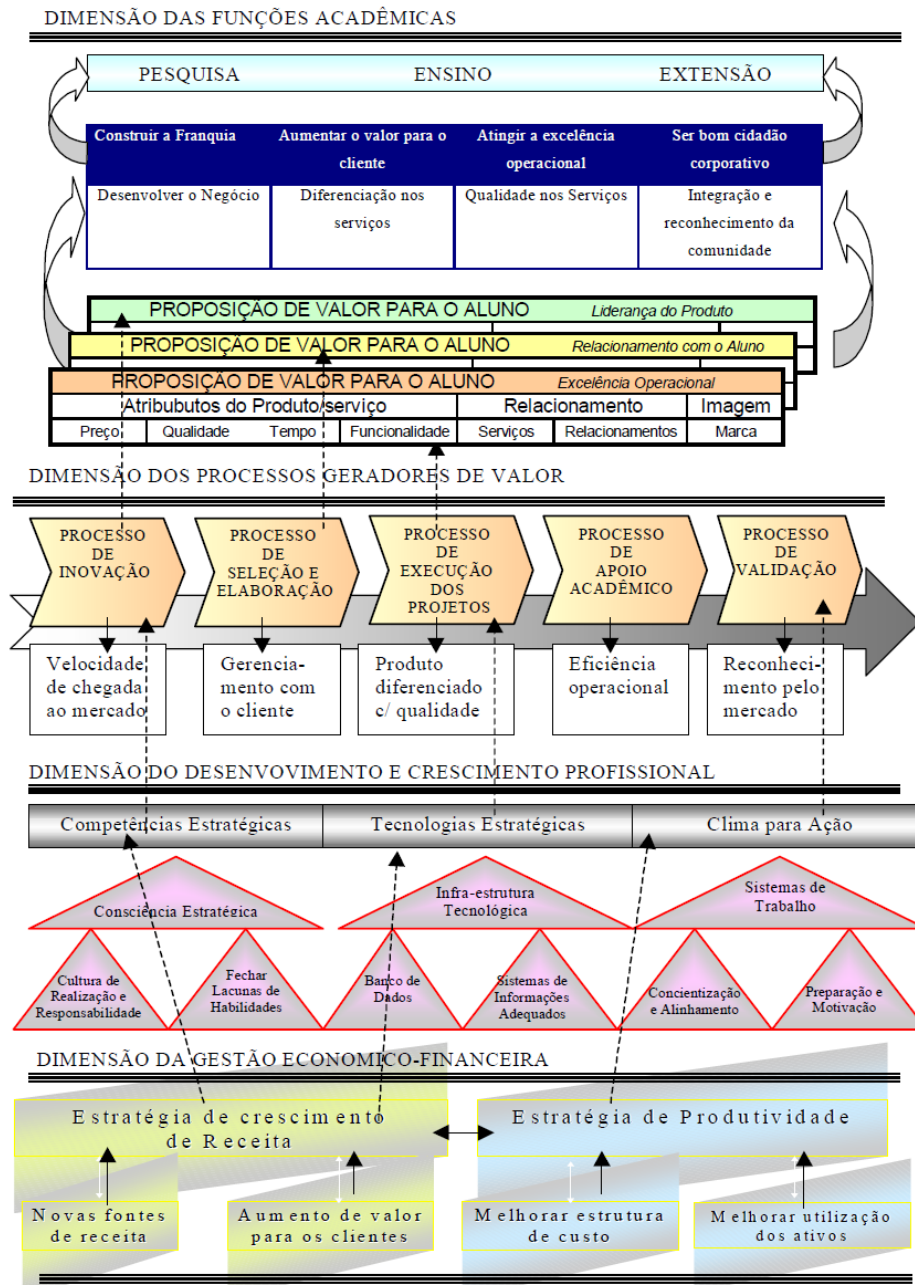 DIMENSÃO DAS FUNÇÕES ACADÊMICAS
PESQUISA ENSINO EXTENSÃO
Construir a Franquia
Aumentar o valor para o
cliente
Atingir a excelência
operacional
Ser bom cidadão
corporativo
Desenvolver o Negócio
Diferenciação nos
serviços
Qualidade nos Serviços
Integração e
reconhecimento da
comunidade
PROPOSIÇÃO DE VALOR PARA O ALUNO Liderança do Produto
PROPOSIÇÃO DE VALOR PARA O ALUNO Relacionamento com o Aluno
PROPOSIÇÃO DE VALOR PARA O ALUNO Excelência Operacional
Atribubutos do Produto/serviço Relacionamento Imagem
Preço Qualidade Tempo Funcionalidade Serviços Relacionamentos Marca
DIMENSÃO DOS PROCESSOS GERADORES DE VALOR
PROCESSO
DE
INOVAÇÃO
PROCESSO
DE
SELEÇÃO E
ELABORAÇÃO
PROCESSO
DE
EXECUÇÃO
DOS
PROJETOS
PROCESSO
DE
APOIO
ACADÊMICO
PROCESSO
DE
VALIDAÇÃO
Velocidade
de chegada
ao mercado
Gerencia-
mento com
o cliente
Produto
diferenciado
c/ qualidade
Eficiência
operacional
Reconheci-
mento pelo
mercado
DIMENSÃO DO DESENVOVIMENTO E CRESCIMENTO PROFISSIONAL
Competências Estratégicas Tecnologias Estratégicas Clima para Ação
Consciência Estratégica
Infra-estrutura
Tecnológica
Sistemas de
Trabalho
Cultura de
Realização e
Responsabilidade
Fechar
Lacunas de
Habilidades
Banco de
Dados
Sistemas de
Informações
Adequados
Concientização
e Alinhamento
Preparação e
Motivação
DIMENSÃO DA GESTÃO ECONOMICO-FINANCEIRA
Estratégia de crescimento
de Receita
Estratégia de Produtividade
Novas fontes
de receita
Aumento de valor
para os clientes
Melhorar estrutura
de custo
Melhorar utilização
dos ativos